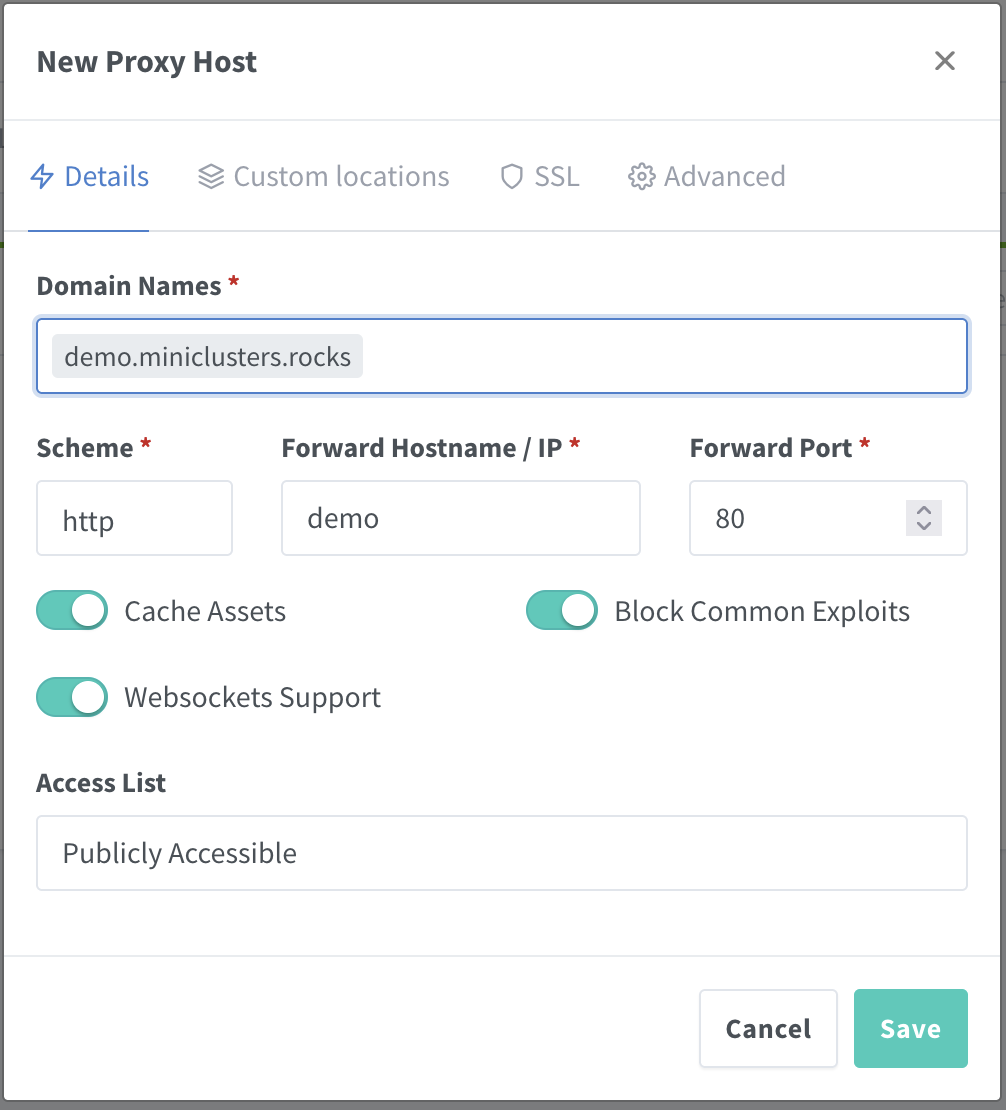 New Proxy Host
Details Custom locations SSL Advanced
Domain Names *
demo.miniclusters.rocks
Scheme * Forward Hostname / IP * Forward Port *
http demo 80
Cache Assets Block Common Exploits
Websockets Support
Access List
Publicly Accessible
Cancel Save